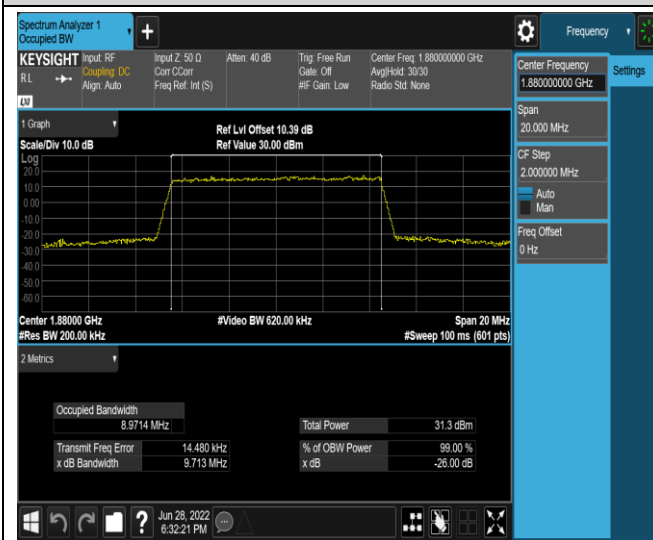 Spectrum Analyzer 1
Occupied BW
+
Frequency
KEYSIGHT
RL
LXI
Input: RF
Coupling: DC
Align: Auto
Input Z: 50 Ω
Corr CCorr
Freq Ref: Int (S)
Atten: 40 dB
Trig: Free Run
Gate: Off
#IF Gain: Low
Center Freq: 1.880000000 GHz
Avg|Hold: 30/30
Radio Std: None
Center Frequency
1.880000000 GHz
Settings
Span
20.000 MHz
CF Step
2.000000 MHz
Auto
Man
Freq Offset
0 Hz
1 Graph
Scale/Div 10.0 dB
Ref Lvl Offset 10.39 dB
Ref Value 30.00 dBm
Log
20.0
10.0
0.00
-10.0
-20.0
-30.0
-40.0
-50.0
-60.0
Center 1.88000 GHz
#Video BW 620.00 kHz
Span 20 MHz
#Res BW 200.00 kHz
#Sweep 100 ms (601 pts)
2 Metrics
Occupied Bandwidth
8.9714 MHz
Total Power 31.3 dBm
Transmit Freq Error 14.480 kHz
% of OBW Power 99.00 %
x dB Bandwidth 9.713 MHz
x dB -26.00 dB
?
Jun 28, 2022
6:32:21 PM